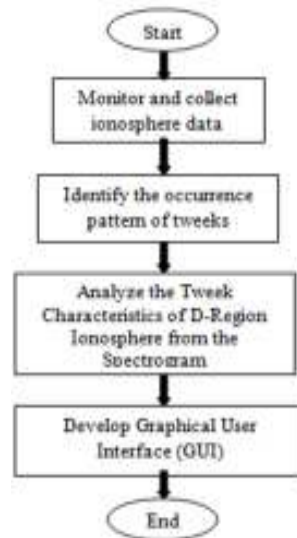 Start
Monitor and collect
ionosphere data
Identify the occurrence
pattern of tweeks
Analyze the Tweek
Characteristics of D-Region
Ionosphere from the
Spectrogram
Develop Graphical User
Interface (GUI)
End